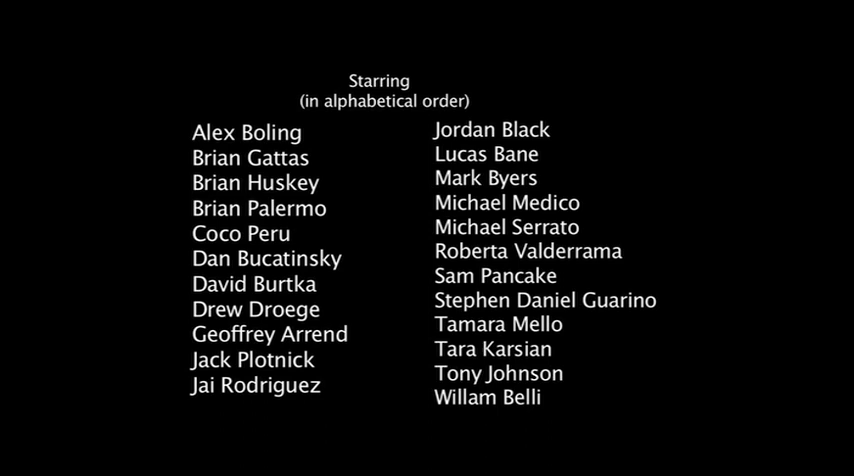 Starring
(in alphabetical order)
Alex Boling
Brian Gattas
Brian Huskey
Brian Palermo
Coco Peru
Dan Bucatinsky
David Burtka
Drew Droege
Geoffrey Arrend
Jack Plotnick
Jai Rodriguez
Jordan Black
Lucas Bane
Mark Byers
Michael Medico
Michael Serrato
Roberta Valderrama
Sam Pancake
Stephen Daniel Guarino
Tamara Mello
Tara Karsian
Tony Johnson
Willam Belli